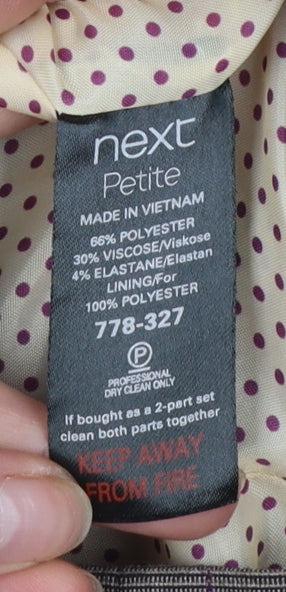 next
Petite
MADE IN VIETNAM
66% POLYESTER
30% VISCOSE/Viskose
4% ELASTANE/Elastan
LINING/For
100% POLYESTER
778-327
P
PROFESSIONAL
DRY CLEAN ONLY
If bought as a 2-part set
clean both parts together
KEEP AWAY
FROM FIRE